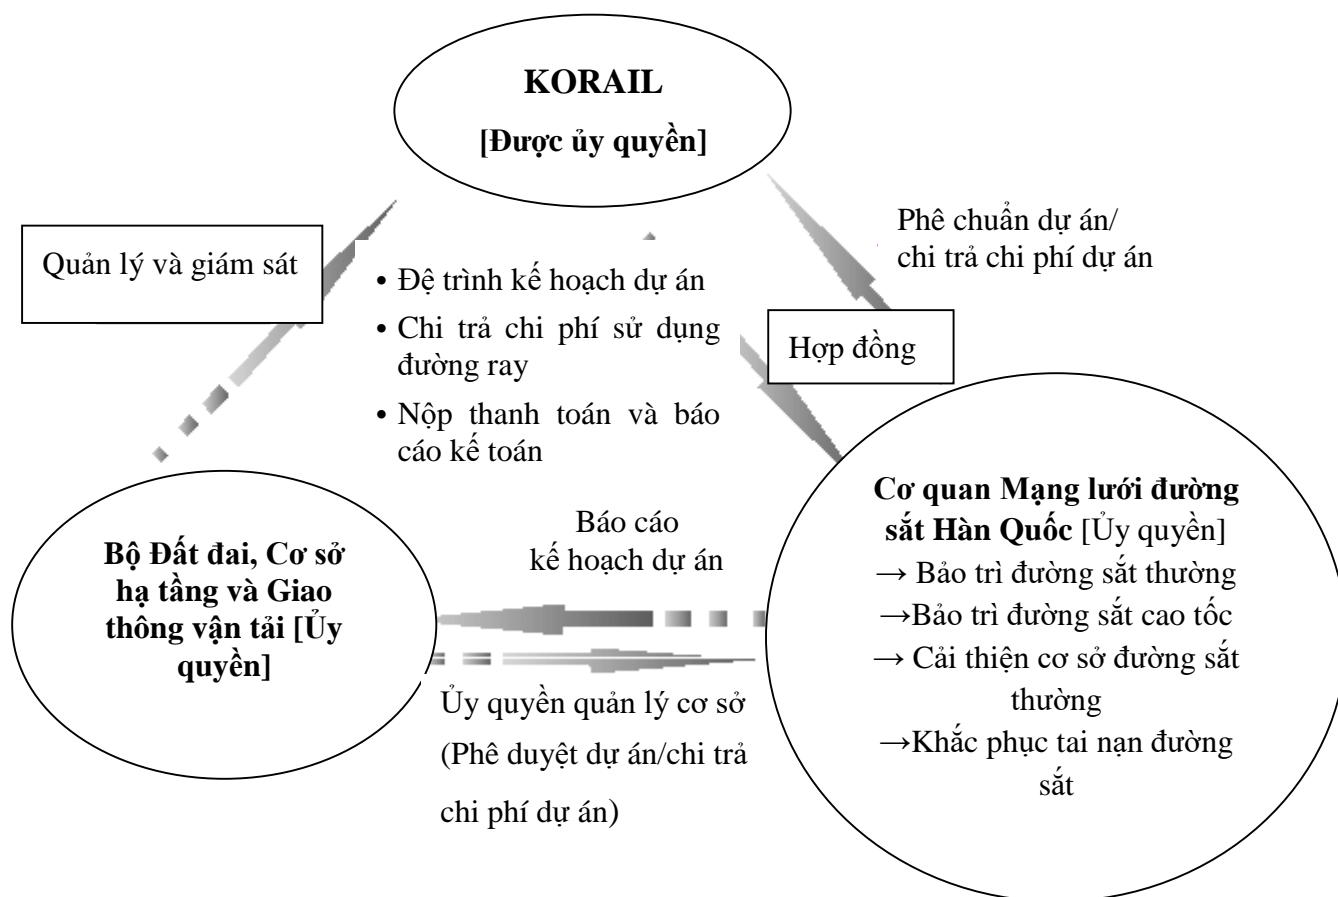 KORAIL
[Được ủy quyền]
Phê chuẩn dự án/
chi trả chi phí dự án
Quản lý và giám sát
• Đệ trình kế hoạch dự án
• Chi trả chi phí sử dụng
đường ray
• Nộp thanh toán và báo
cáo kế toán
Hợp đồng
Bộ Đất đai, Cơ sở
hạ tầng và Giao
thông vận tải [Ủy
quyền]
Báo cáo
kế hoạch dự án
Ủy quyền quản lý cơ sở
(Phê duyệt dự án/chi trả
chi phí dự án)
Cơ quan Mạng lưới đường
sắt Hàn Quốc [Ủy quyền]
→ Bảo trì đường sắt thường
→Bảo trì đường sắt cao tốc
→ Cải thiện cơ sở đường sắt
thường
→Khắc phục tai nạn đường
sắt